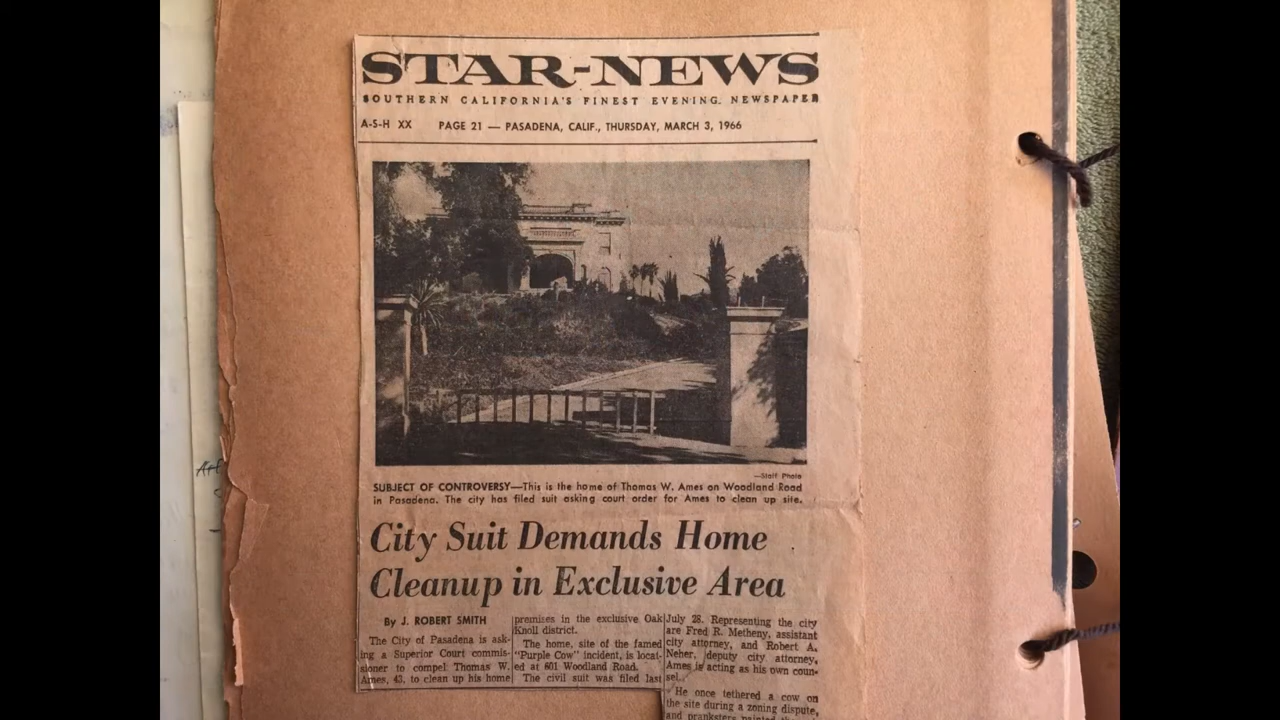 STAR-NEWS
SOUTHERN CALIFORNIA'S FINEST EVENING NEWSPAPER
A-S-H XX PAGE 21 — PASADENA, CALIF., THURSDAY, MARCH 3, 1966
—Staff Photo
SUBJECT OF CONTROVERSY—This is the home of Thomas W. Ames on Woodland Road
in Pasadena. The city has filed suit asking court order for Ames to clean up site.
City Suit Demands Home
Cleanup in Exclusive Area
By J. ROBERT SMITH
The City of Pasadena is ask-
ing a Superior Court commis-
sioner to compel Thomas W.
Ames, 43, to clean up his home
premises in the exclusive Oak
Knoll district.
The home, site of the famed
"Purple Cow" incident, is locat-
ed at 601 Woodland Road.
The civil suit was filed last
July 28. Representing the city
are Fred R. Metheny, assistant
city attorney, and Robert A.
Neher, deputy city attorney.
Ames is acting as his own coun-
sel.
He once tethered a cow on
the site during a zoning dispute,
and pranksters painted